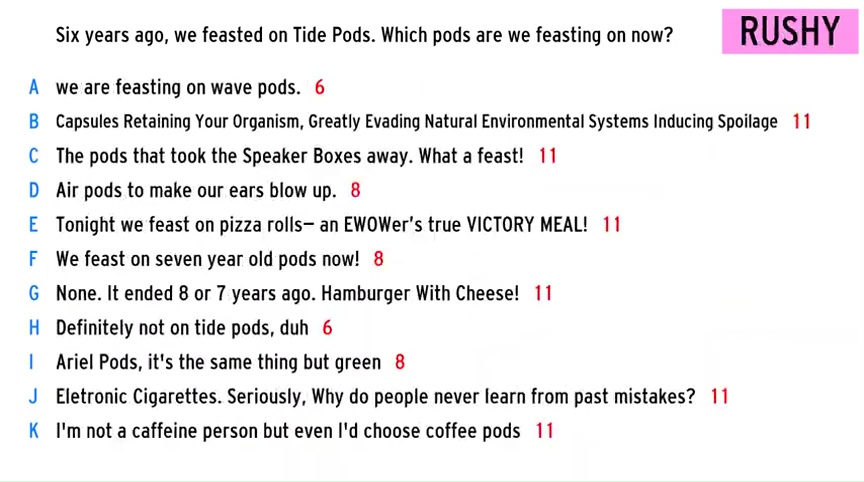 Six years ago, we feasted on Tide Pods. Which pods are we feasting on now?
RUSHY
A we are feasting on wave pods. 6
B Capsules Retaining Your Organism, Greatly Evading Natural Environmental Systems Inducing Spoilage 11
C The pods that took the Speaker Boxes away. What a feast! 11
D Air pods to make our ears blow up. 8
E Tonight we feast on pizza rolls— an EWOWer's true VICTORY MEAL! 11
F We feast on seven year old pods now! 8
G None. It ended 8 or 7 years ago. Hamburger With Cheese! 11
H Definitely not on tide pods, duh 6
I Ariel Pods, it's the same thing but green 8
J Eletronic Cigarettes. Seriously, Why do people never learn from past mistakes? 11
K I'm not a caffeine person but even I'd choose coffee pods 11